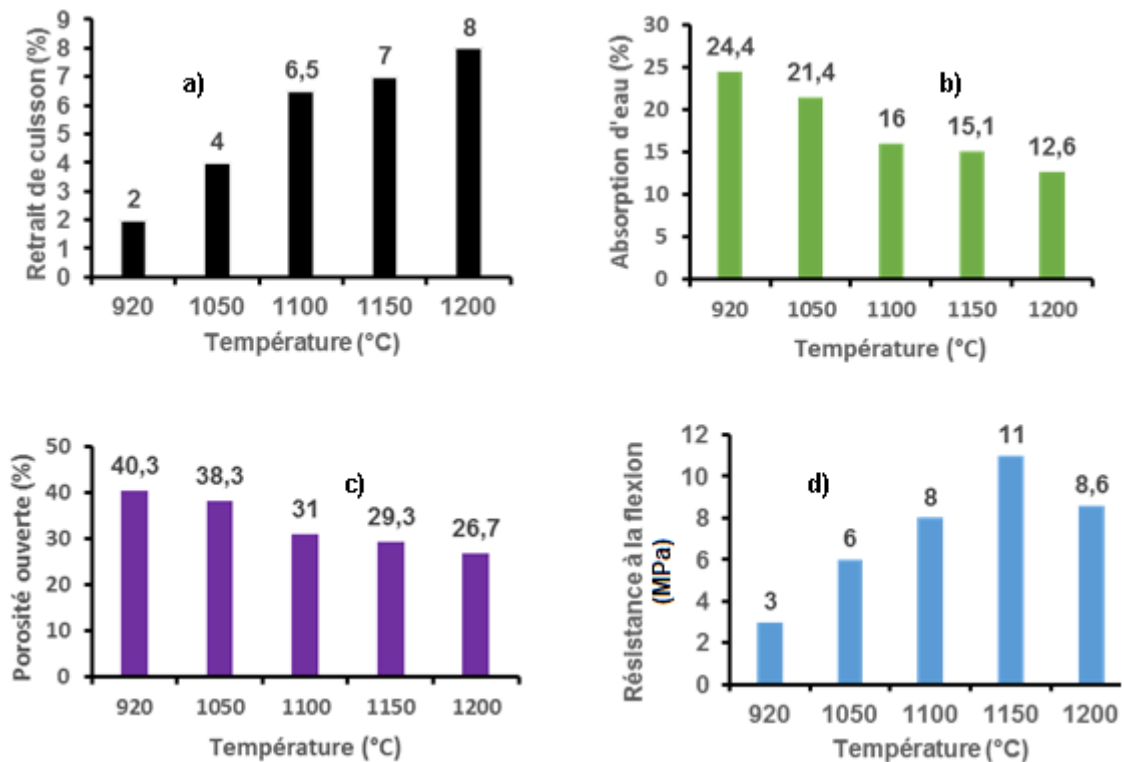 Retrait de cuisson (%)
9
8
7
6
5
4
3
2
1
0
2
4
6,5
7
8
a)
920 1050 1100 1150 1200
Température (°C)
Absorption d'eau (%)
30
25
20
15
10
5
0
24,4
21,4
16
15,1
12,6
b)
920 1050 1100 1150 1200
Température (°C)
Porosité ouverte (%)
50
40
30
20
10
0
40,3
38,3
31
29,3
26,7
c)
920 1050 1100 1150 1200
Température (°C)
Résistance à la flexion
(MPa)
12
10
8
6
4
2
0
3
6
8
11
8,6
d)
920 1050 1100 1150 1200
Température (°C)